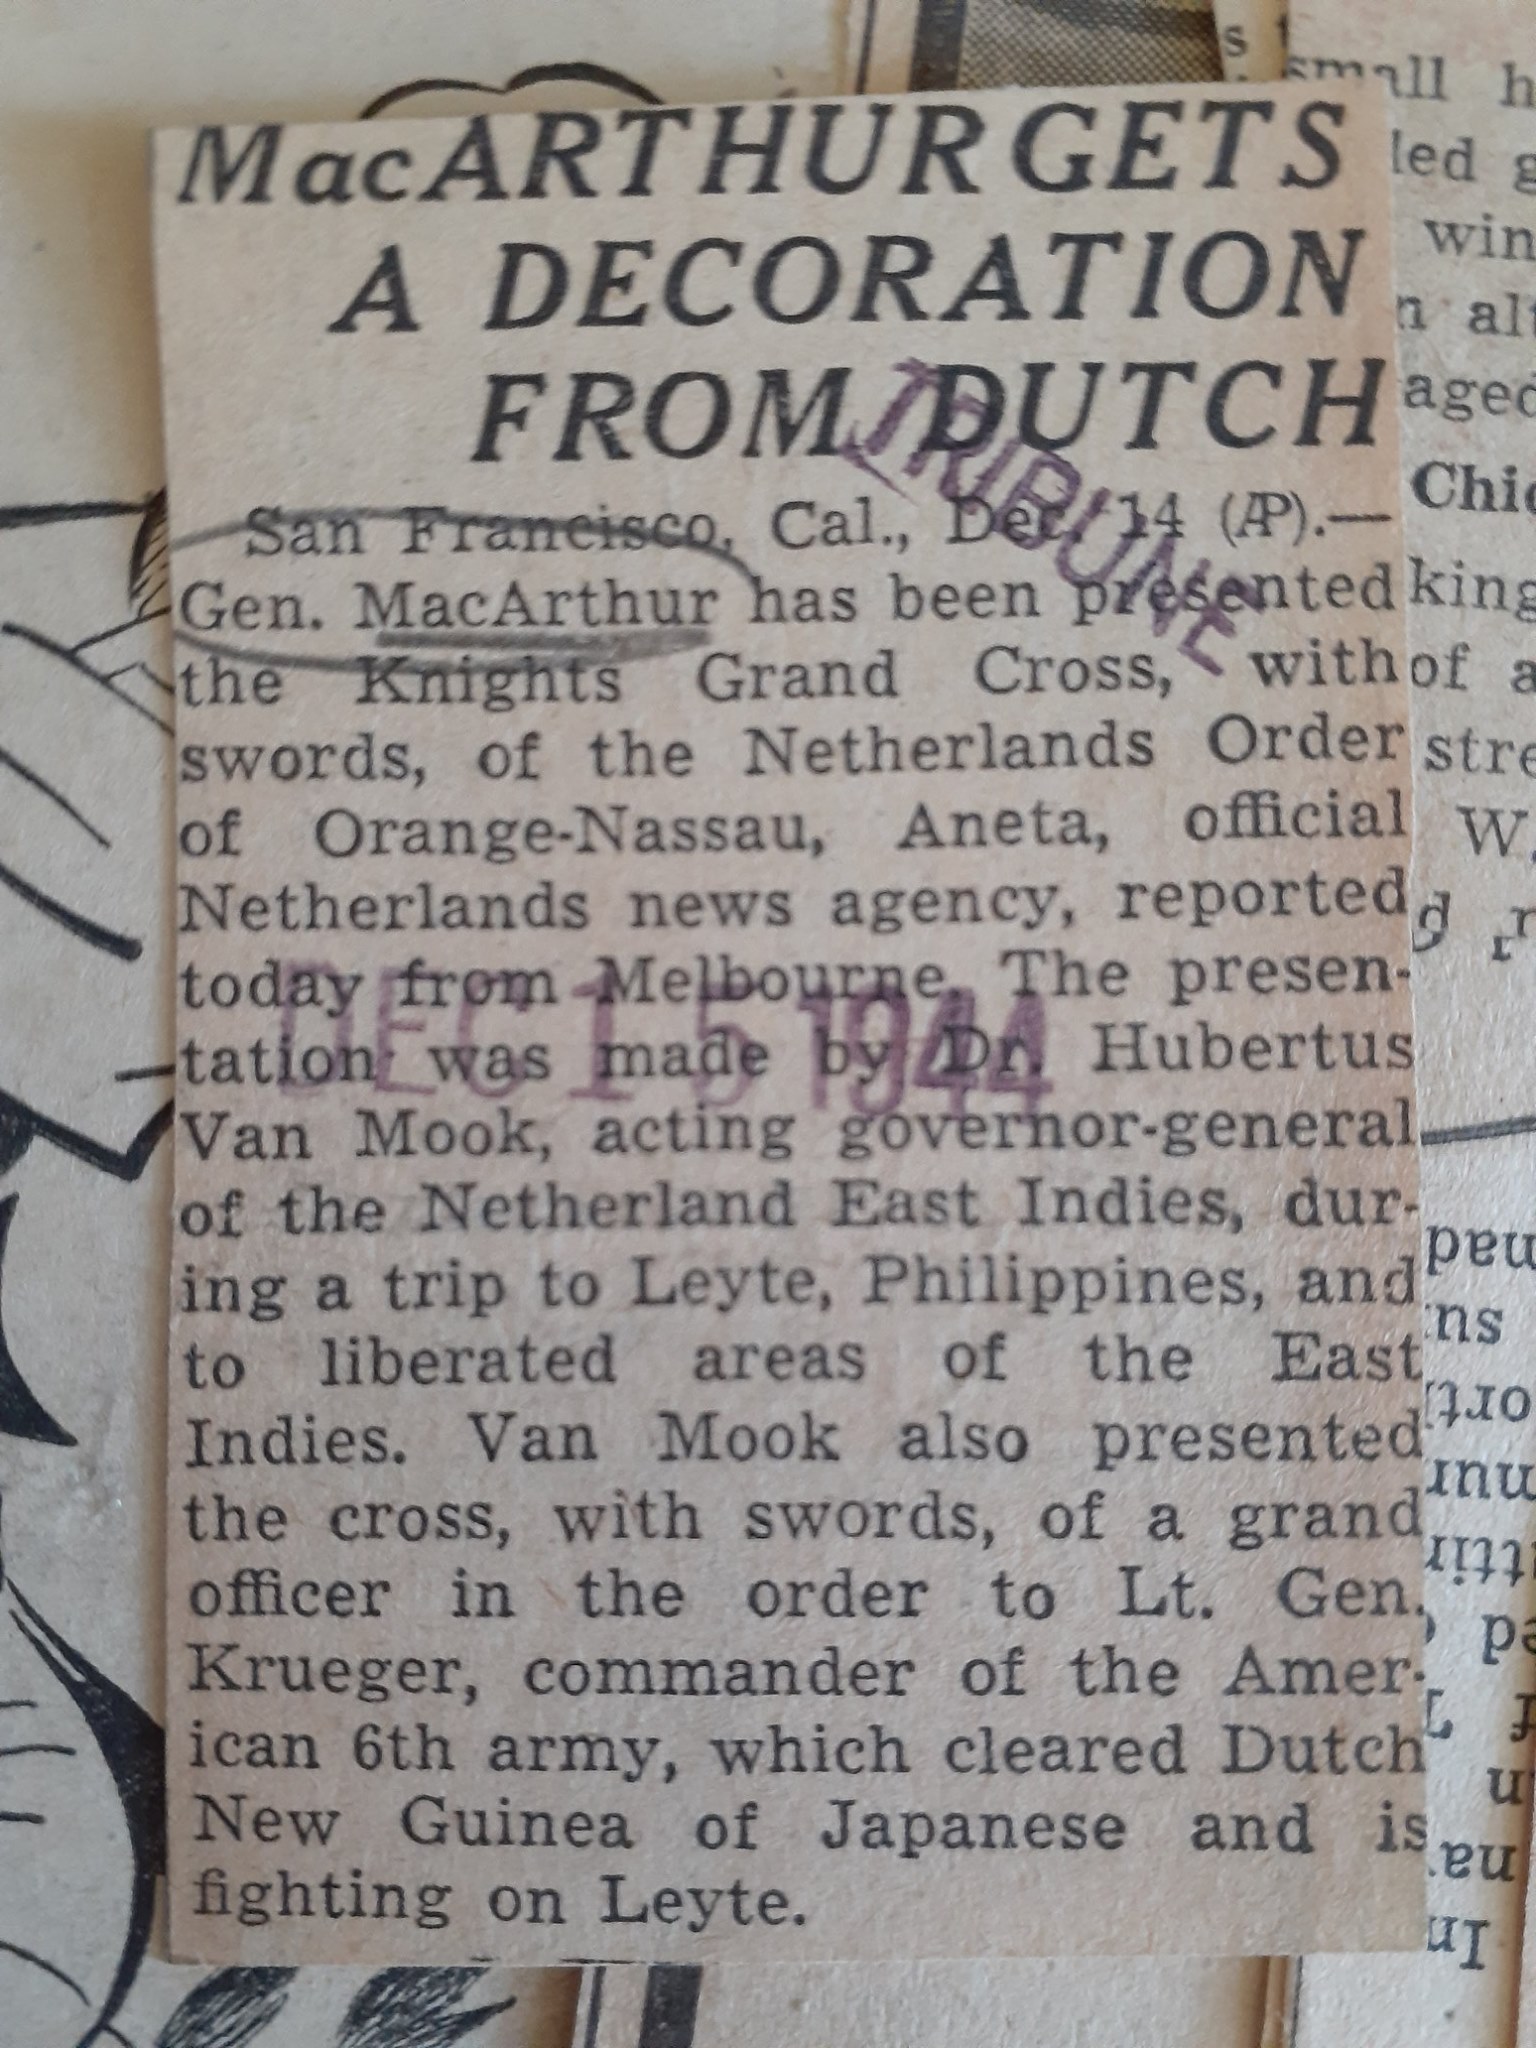 MacARTHUR GETS
A DECORATION
FROM DUTCH
TRIBUNE
San Francisco, Cal., Dec. 14 (AP).—
Gen. MacArthur has been presented
the Knights Grand Cross, with
swords, of the Netherlands Order
of Orange-Nassau, Aneta, official
Netherlands news agency, reported
today from Melbourne. The presen-
DEC 15 1944
tation was made by Dr. Hubertus
Van Mook, acting governor-general
of the Netherland East Indies, dur-
ing a trip to Leyte, Philippines, and
to liberated areas of the East
Indies. Van Mook also presented
the cross, with swords, of a grand
officer in the order to Lt. Gen.
Krueger, commander of the Amer-
ican 6th army, which cleared Dutch
New Guinea of Japanese and is
fighting on Leyte.
small h
led g
win
n alt
aged
Chic
king
of a
stre
W.